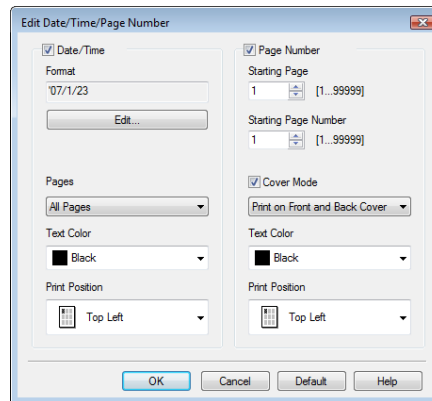 Edit Date/Time/Page Number
Date/Time
Format
'07/1/23
Edit...
Pages
All Pages
Text Color
Black
Print Position
Top Left
Page Number
Starting Page
1 [1...99999]
Starting Page Number
1 [1...99999]
Cover Mode
Print on Front and Back Cover
Text Color
Black
Print Position
Top Left
OK Cancel Default Help